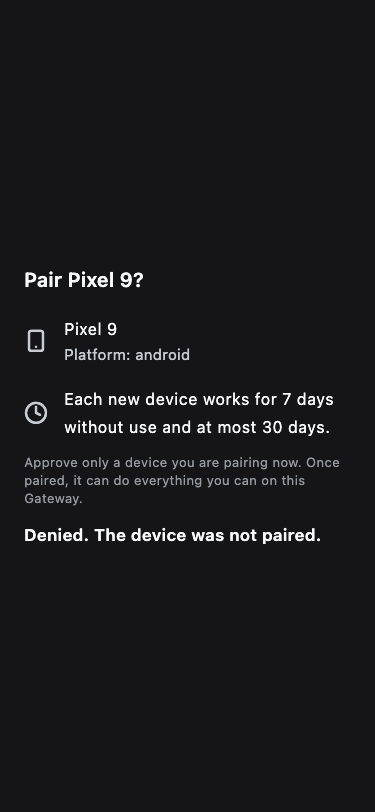 Pair Pixel 9?
Pixel 9
Platform: android
Each new device works for 7 days
without use and at most 30 days.
Approve only a device you are pairing now. Once
paired, it can do everything you can on this
Gateway.
Denied. The device was not paired.